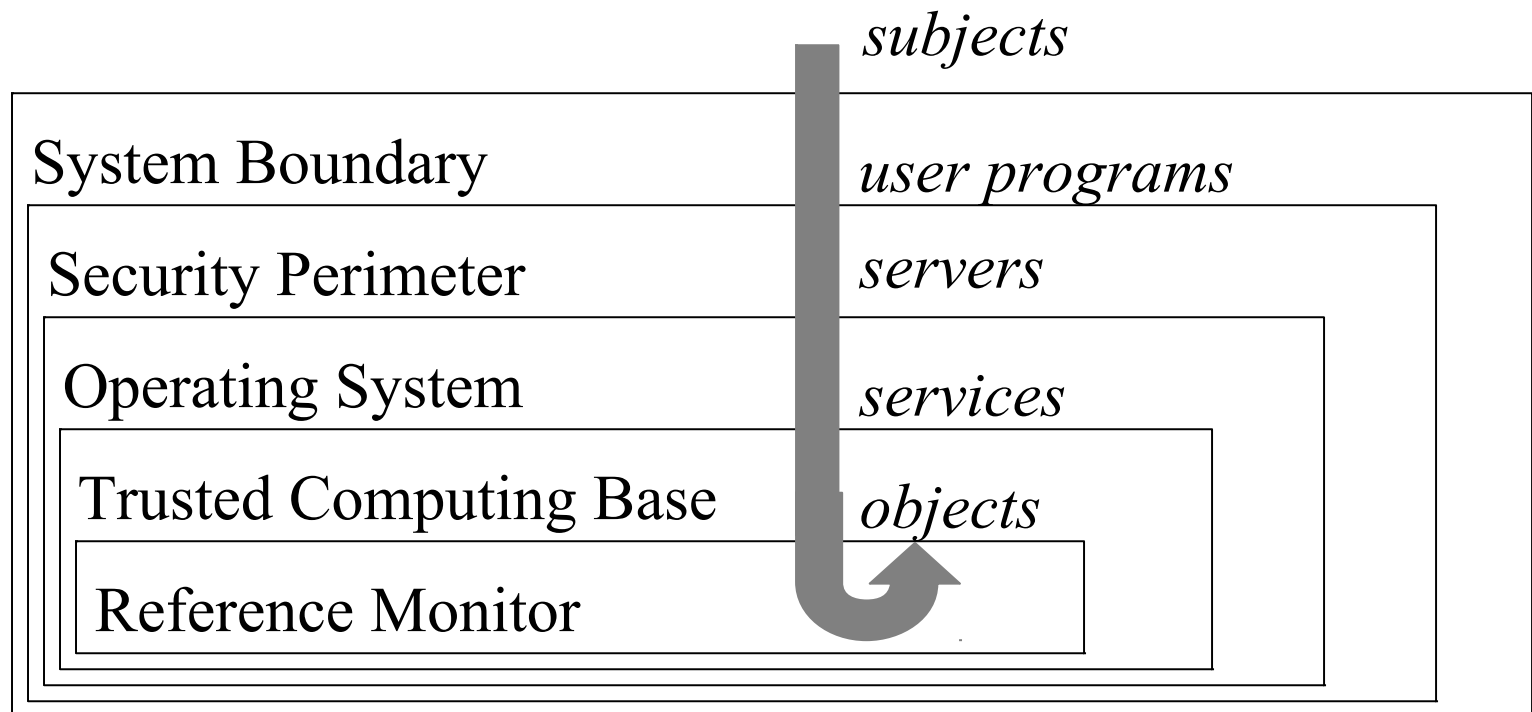 subjects
System Boundary
user programs
Security Perimeter
servers
Operating System
services
Trusted Computing Base
objects
Reference Monitor